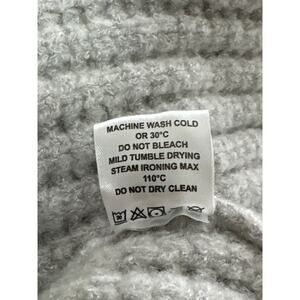 MACHINE WASH COLD
OR 30°C
DO NOT BLEACH
MILD TUMBLE DRYING
STEAM IRONING MAX
110°C
DO NOT DRY CLEAN